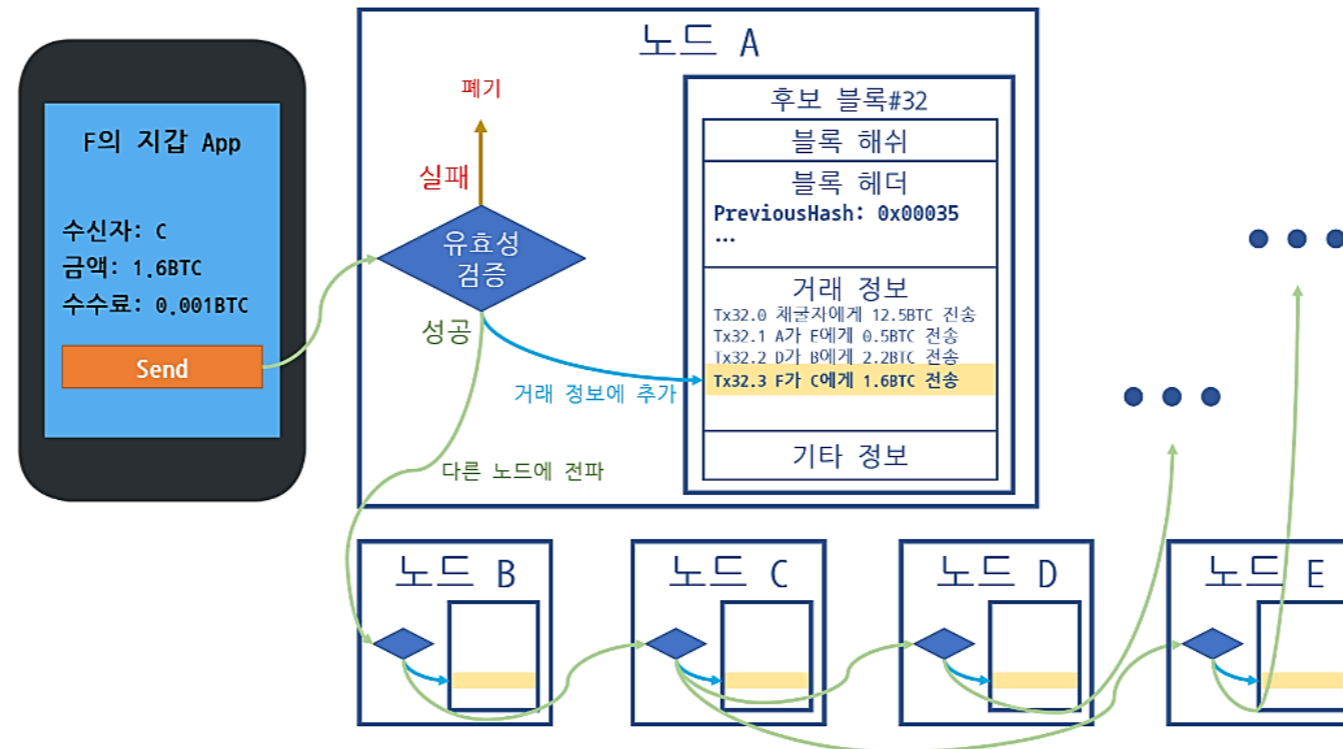 F의 지갑 App
수신자: C
금액: 1.6BTC
수수료: 0.001BTC
Send
노드 A
폐기
실패
유효성
검증
성공
거래 정보에 추가
다른 노드에 전파
후보 블록#32
블록 해쉬
블록 헤더
PreviousHash: 0x00035
...
거래 정보
Tx32.0 채굴자에게 12.5BTC 전송
Tx32.1 A가 E에게 0.5BTC 전송
Tx32.2 D가 B에게 2.2BTC 전송
Tx32.3 F가 C에게 1.6BTC 전송
기타 정보
노드 B
노드 C
노드 D
노드 E